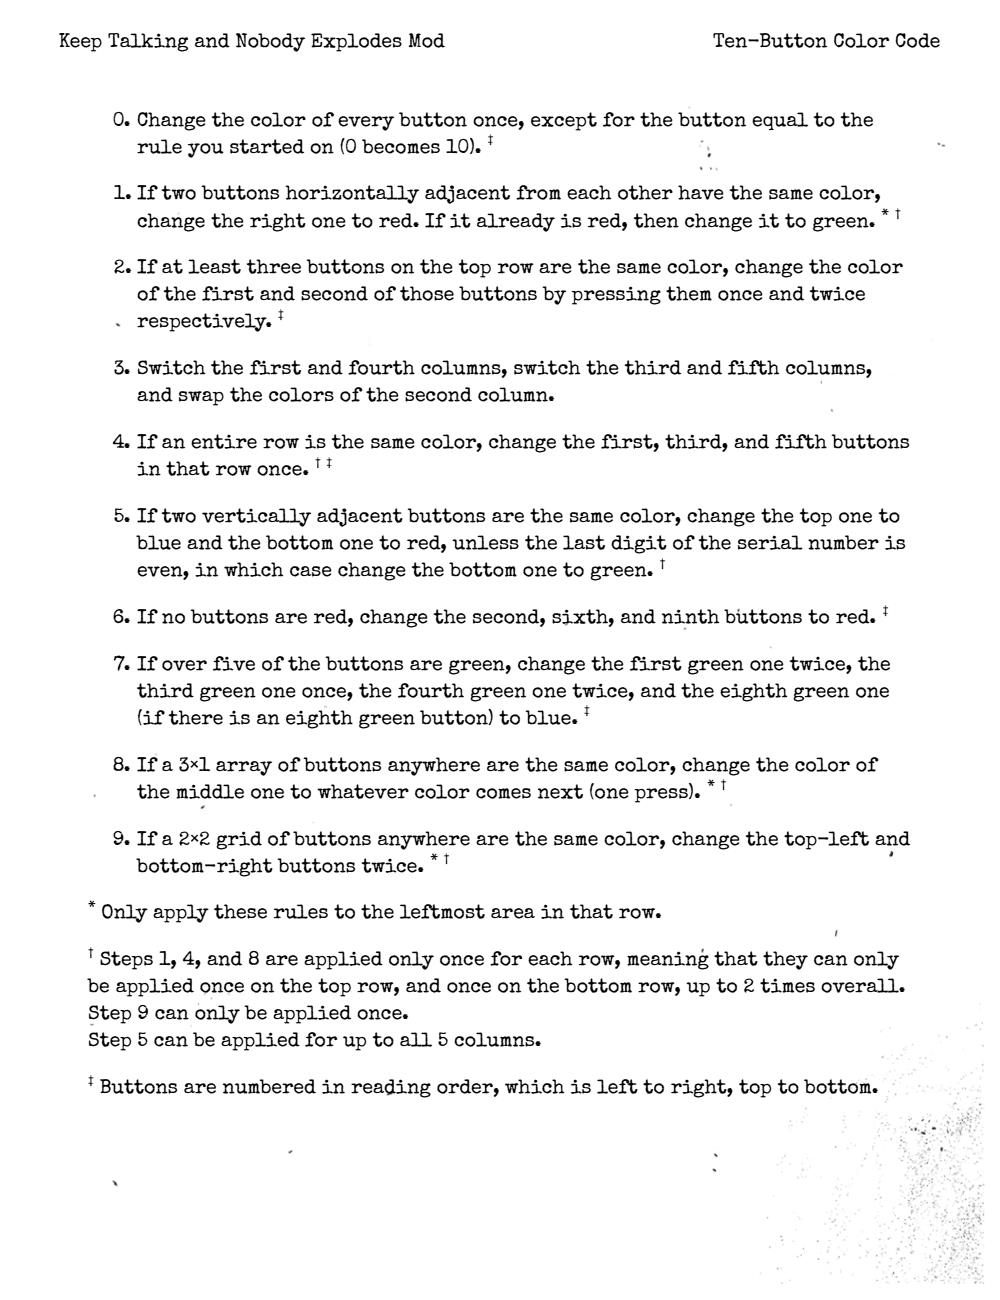 Keep Talking and Nobody Explodes Mod
Ten-Button Color Code
0. Change the color of every button once, except for the button equal to the
rule you started on (0 becomes 10). ‡
1. If two buttons horizontally adjacent from each other have the same color,
change the right one to red. If it already is red, then change it to green. * †
2. If at least three buttons on the top row are the same color, change the color
of the first and second of those buttons by pressing them once and twice
respectively. ‡
3. Switch the first and fourth columns, switch the third and fifth columns,
and swap the colors of the second column.
4. If an entire row is the same color, change the first, third, and fifth buttons
in that row once. † ‡
5. If two vertically adjacent buttons are the same color, change the top one to
blue and the bottom one to red, unless the last digit of the serial number is
even, in which case change the bottom one to green. †
6. If no buttons are red, change the second, sixth, and ninth buttons to red. ‡
7. If over five of the buttons are green, change the first green one twice, the
third green one once, the fourth green one twice, and the eighth green one
(if there is an eighth green button) to blue. ‡
8. If a 3×1 array of buttons anywhere are the same color, change the color of
the middle one to whatever color comes next (one press). * †
9. If a 2×2 grid of buttons anywhere are the same color, change the top-left and
bottom-right buttons twice. * †
* Only apply these rules to the leftmost area in that row.
† Steps 1, 4, and 8 are applied only once for each row, meaning that they can only
be applied once on the top row, and once on the bottom row, up to 2 times overall.
Step 9 can only be applied once.
Step 5 can be applied for up to all 5 columns.
‡ Buttons are numbered in reading order, which is left to right, top to bottom.